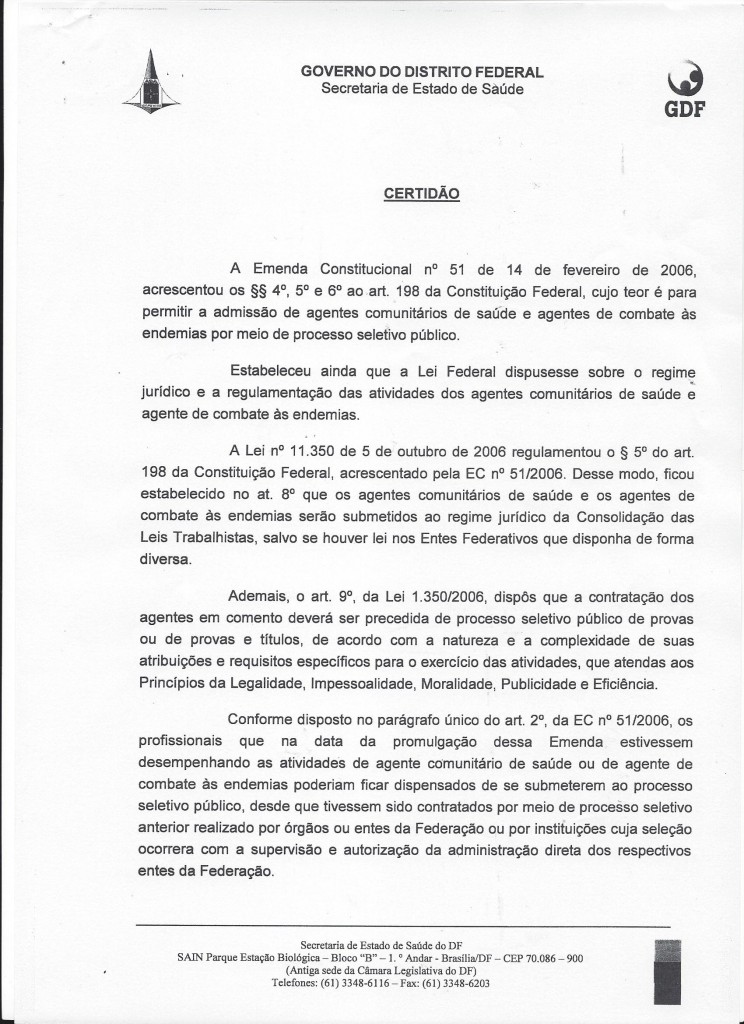 GOVERNO DO DISTRITO FEDERAL
Secretaria de Estado de Saúde
GDF
CERTIDÃO
A Emenda Constitucional nº 51 de 14 de fevereiro de 2006,
acrescentou os §§ 4º, 5º e 6º ao art. 198 da Constituição Federal, cujo teor é para
permitir a admissão de agentes comunitários de saúde e agentes de combate às
endemias por meio de processo seletivo público.
Estabeleceu ainda que a Lei Federal dispusesse sobre o regime
jurídico e a regulamentação das atividades dos agentes comunitários de saúde e
agente de combate às endemias.
A Lei nº 11.350 de 5 de outubro de 2006 regulamentou o § 5º do art.
198 da Constituição Federal, acrescentado pela EC nº 51/2006. Desse modo, ficou
estabelecido no at. 8º que os agentes comunitários de saúde e os agentes de
combate às endemias serão submetidos ao regime jurídico da Consolidação das
Leis Trabalhistas, salvo se houver lei nos Entes Federativos que disponha de forma
diversa.
Ademais, o art. 9º, da Lei 1.350/2006, dispôs que a contratação dos
agentes em comento deverá ser precedida de processo seletivo público de provas
ou de provas e títulos, de acordo com a natureza e a complexidade de suas
atribuições e requisitos específicos para o exercício das atividades, que atendas aos
Princípios da Legalidade, Impessoalidade, Moralidade, Publicidade e Eficiência.
Conforme disposto no parágrafo único do art. 2º, da EC nº 51/2006, os
profissionais que na data da promulgação dessa Emenda estivessem
desempenhando as atividades de agente comunitário de saúde ou de agente de
combate às endemias poderiam ficar dispensados de se submeterem ao processo
seletivo público, desde que tivessem sido contratados por meio de processo seletivo
anterior realizado por órgãos ou entes da Federação ou por instituições cuja seleção
ocorrera com a supervisão e autorização da administração direta dos respectivos
entes da Federação.
Secretaria de Estado de Saúde do DF
SAIN Parque Estação Biológica – Bloco "B" – 1. º Andar - Brasília/DF – CEP 70.086 – 900
(Antiga sede da Câmara Legislativa do DF)
Telefones: (61) 3348-6116 – Fax: (61) 3348-6203